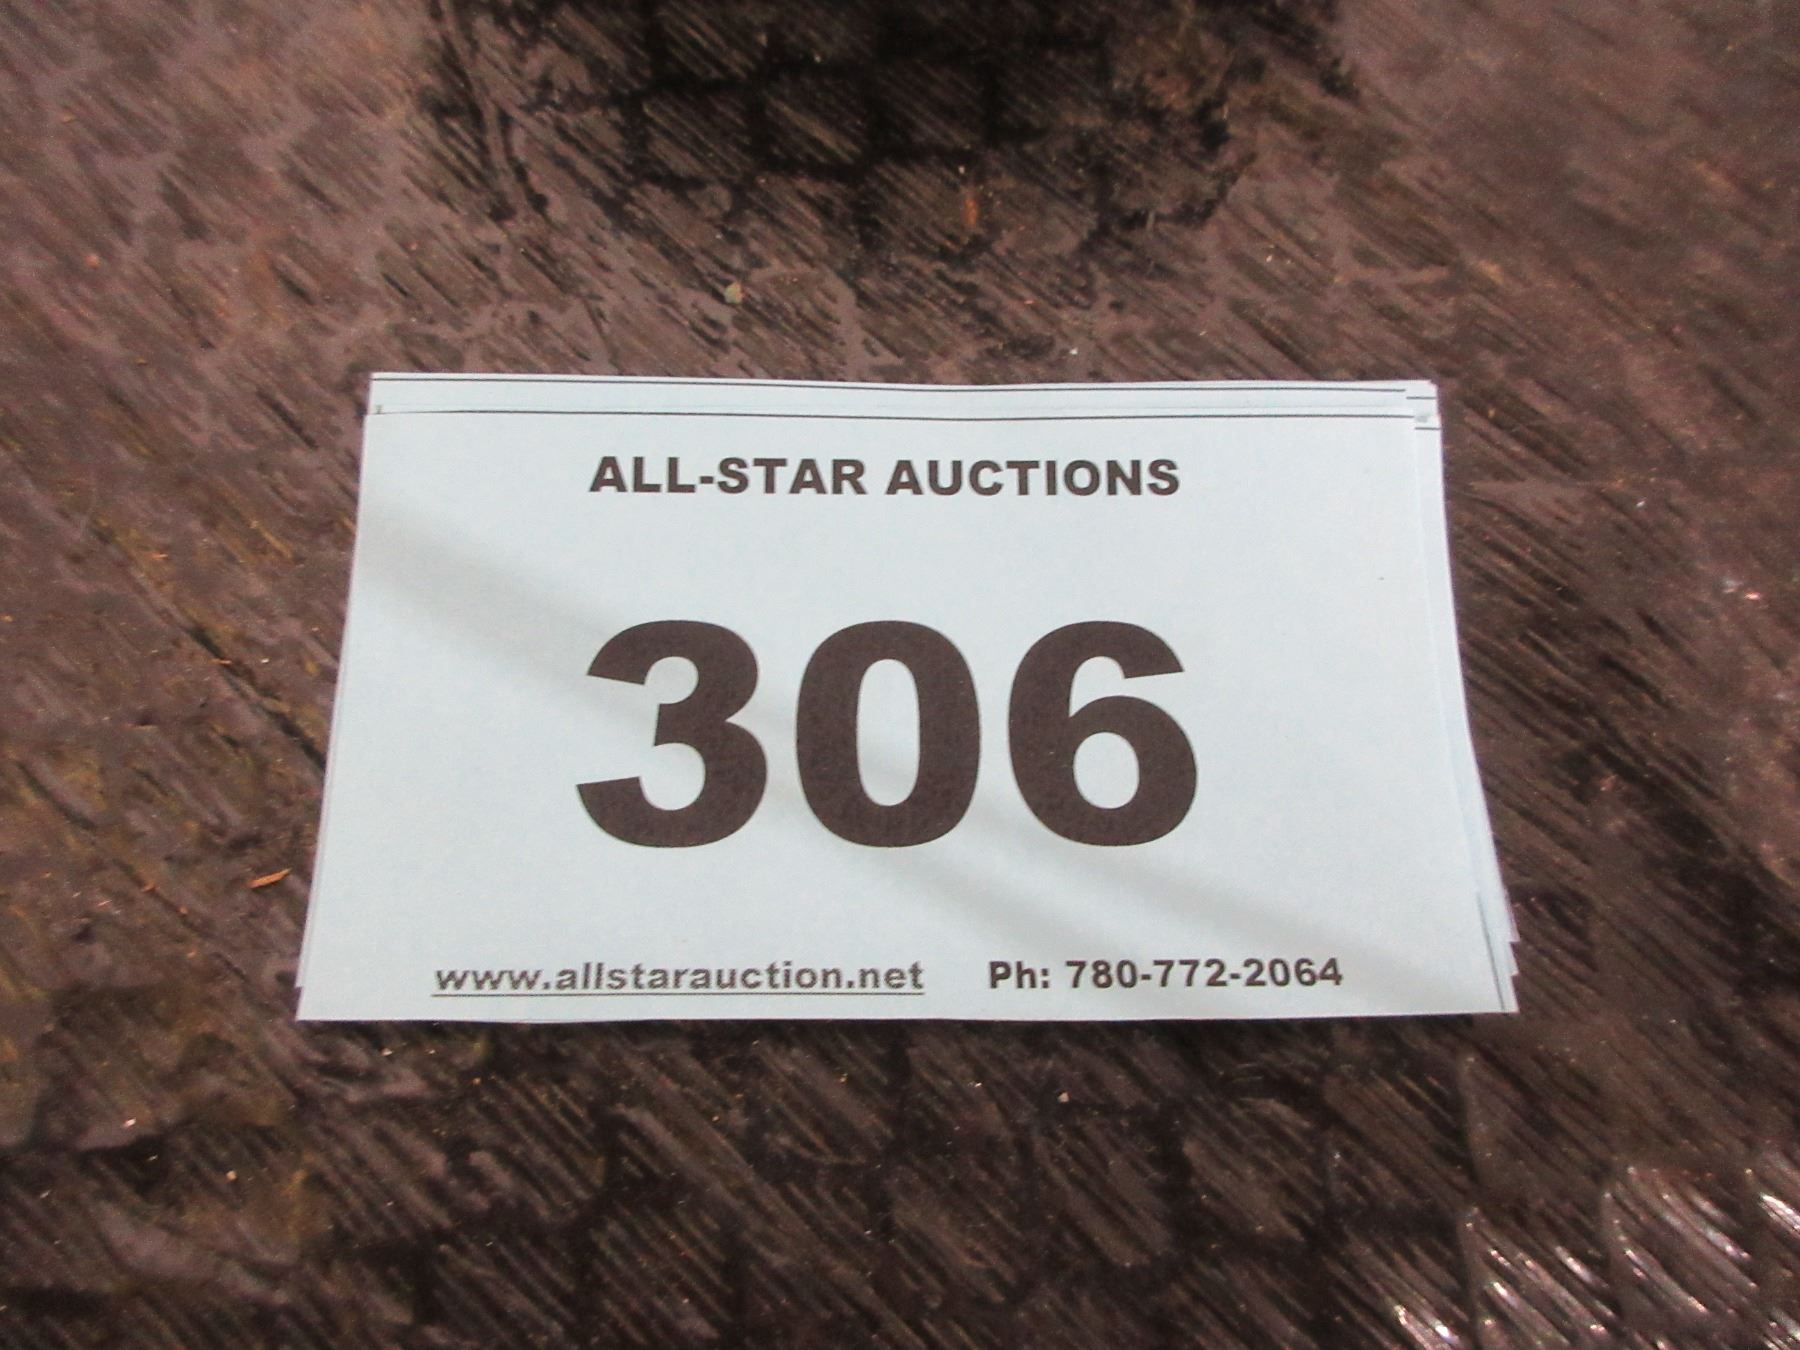 ALL-STAR AUCTIONS
306
www.allstarauction.net Ph: 780-772-2064